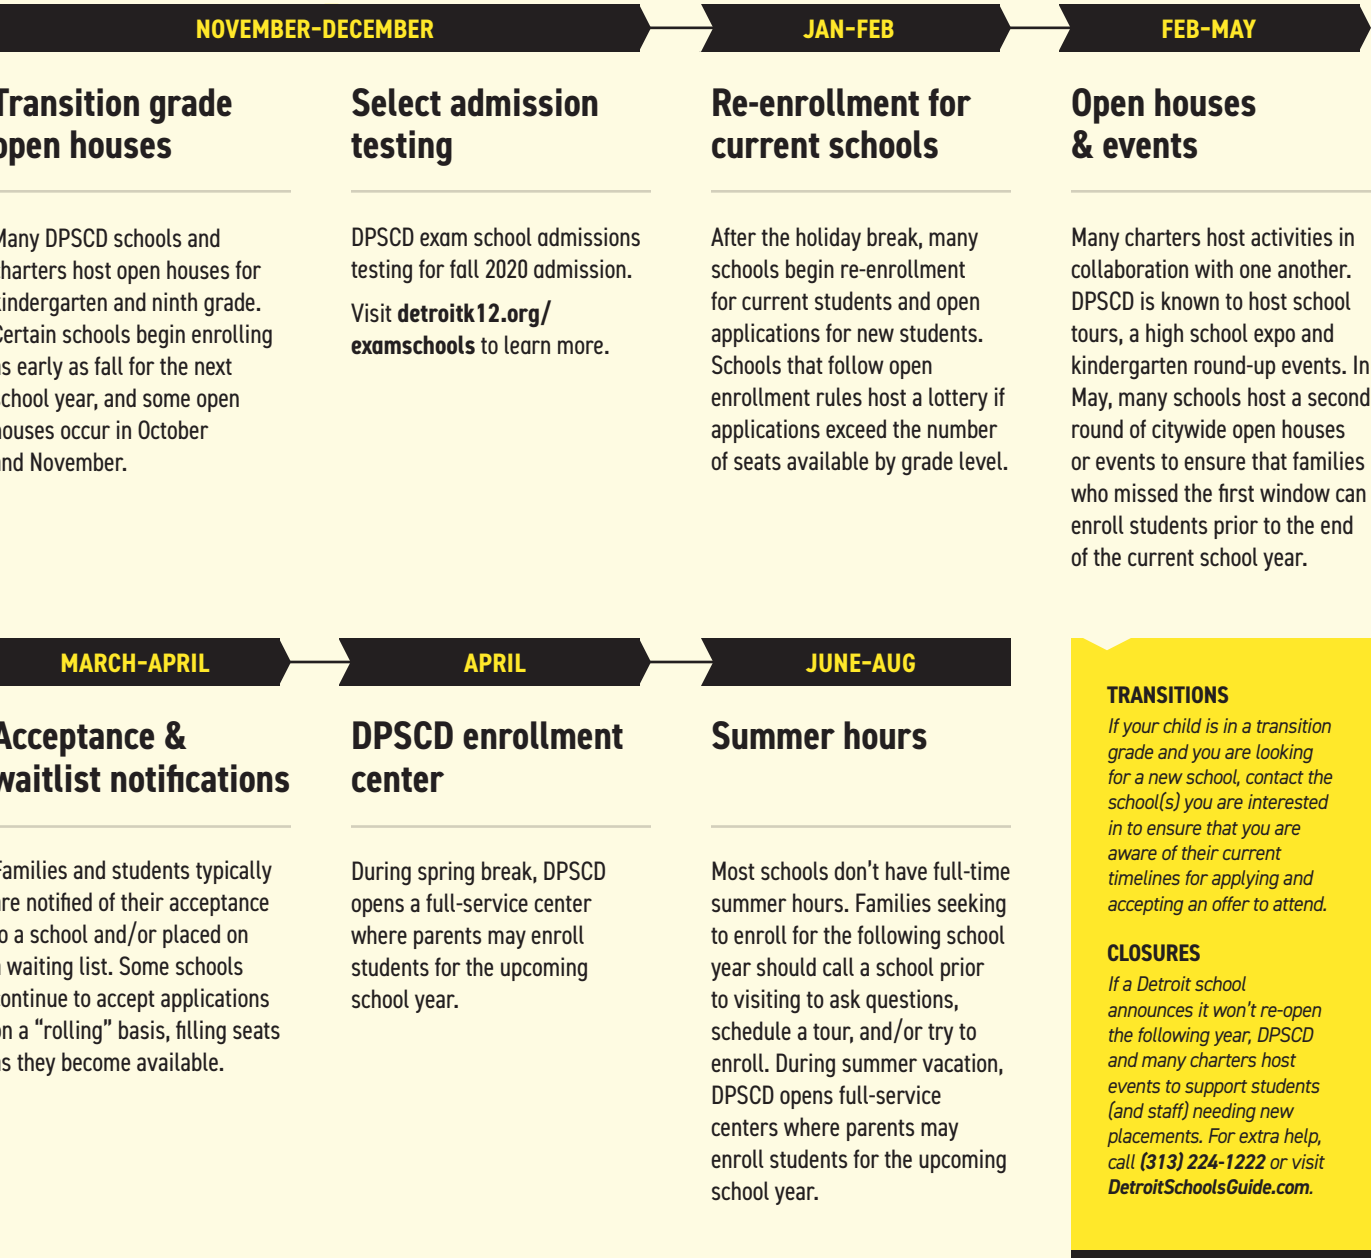 NOVEMBER–DECEMBER
Transition grade
open houses
Many DPSCD schools and
charters host open houses for
kindergarten and ninth grade.
Certain schools begin enrolling
as early as fall for the next
school year, and some open
houses occur in October
and November.
Select admission
testing
DPSCD exam school admissions
testing for fall 2020 admission.
Visit detroitk12.org/
examschools to learn more.
JAN–FEB
Re-enrollment for
current schools
After the holiday break, many
schools begin re-enrollment
for current students and open
applications for new students.
Schools that follow open
enrollment rules host a lottery if
applications exceed the number
of seats available by grade level.
FEB–MAY
Open houses
& events
Many charters host activities in
collaboration with one another.
DPSCD is known to host school
tours, a high school expo and
kindergarten round-up events. In
May, many schools host a second
round of citywide open houses
or events to ensure that families
who missed the first window can
enroll students prior to the end
of the current school year.
MARCH–APRIL
Acceptance &
waitlist notifications
Families and students typically
are notified of their acceptance
to a school and/or placed on
a waiting list. Some schools
continue to accept applications
on a “rolling” basis, filling seats
as they become available.
APRIL
DPSCD enrollment
center
During spring break, DPSCD
opens a full-service center
where parents may enroll
students for the upcoming
school year.
JUNE–AUG
Summer hours
Most schools don’t have full-time
summer hours. Families seeking
to enroll for the following school
year should call a school prior
to visiting to ask questions,
schedule a tour, and/or try to
enroll. During summer vacation,
DPSCD opens full-service
centers where parents may
enroll students for the upcoming
school year.
TRANSITIONS
If your child is in a transition
grade and you are looking
for a new school, contact the
school(s) you are interested
in to ensure that you are
aware of their current
timelines for applying and
accepting an offer to attend.
CLOSURES
If a Detroit school
announces it won’t re-open
the following year, DPSCD
and many charters host
events to support students
(and staff) needing new
placements. For extra help,
call (313) 224-1222 or visit
DetroitSchoolsGuide.com.